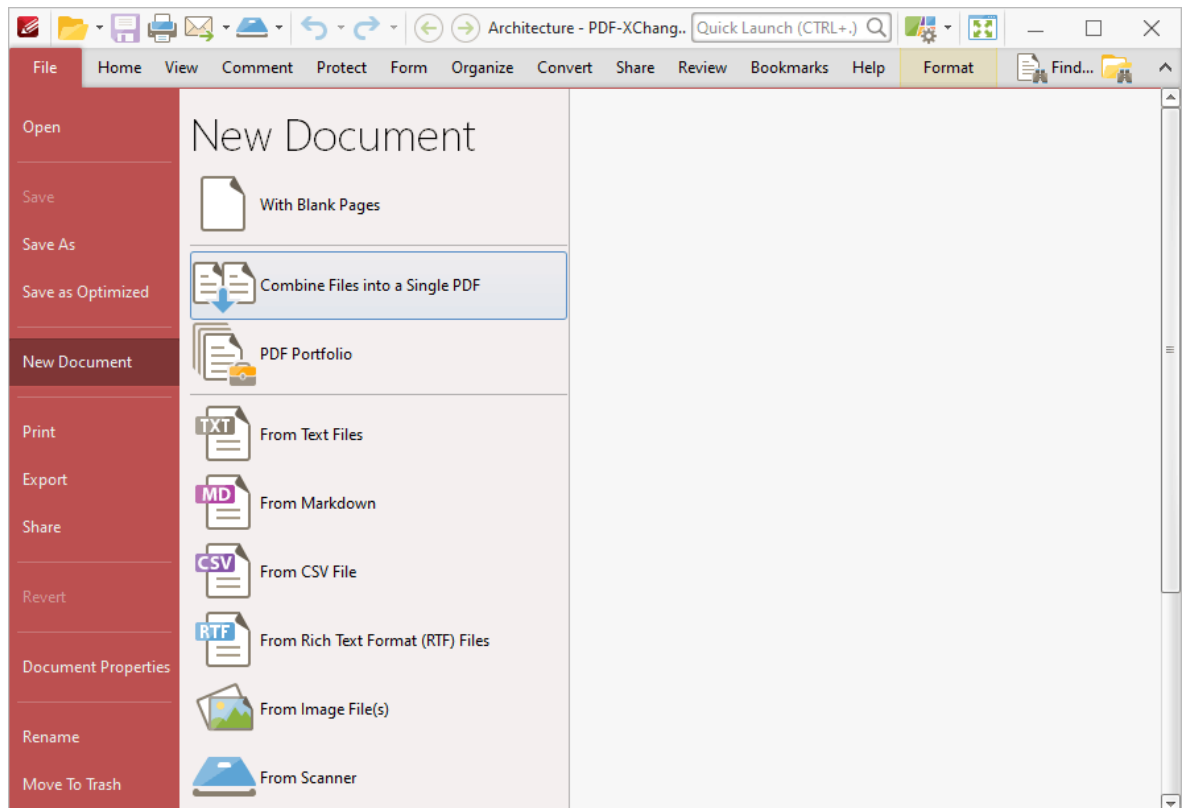 Architecture - PDF-XChang..
Quick Launch (CTRL+.)
File Home View Comment Protect Form Organize Convert Share Review Bookmarks Help Format Find...
Open
Save
Save As
Save as Optimized
New Document
Print
Export
Share
Revert
Document Properties
Rename
Move To Trash
New Document
With Blank Pages
Combine Files into a Single PDF
PDF Portfolio
TXT
From Text Files
MD
From Markdown
CSV
From CSV File
RTF
From Rich Text Format (RTF) Files
From Image File(s)
From Scanner